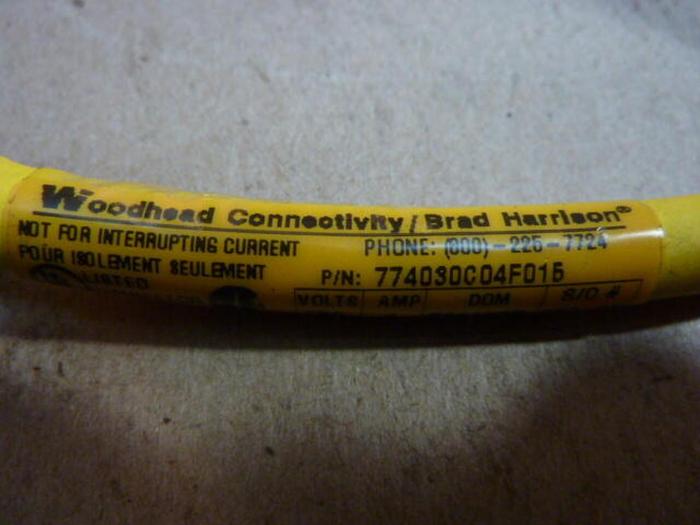 Woodhead Connectivity / Brad Harrison®
NOT FOR INTERRUPTING CURRENT
PHONE: (800)-225-7724
POUR ISOLEMENT SEULEMENT
P/N: 774030C04F015
LISTED
VOLTS AMP DOM S/O #